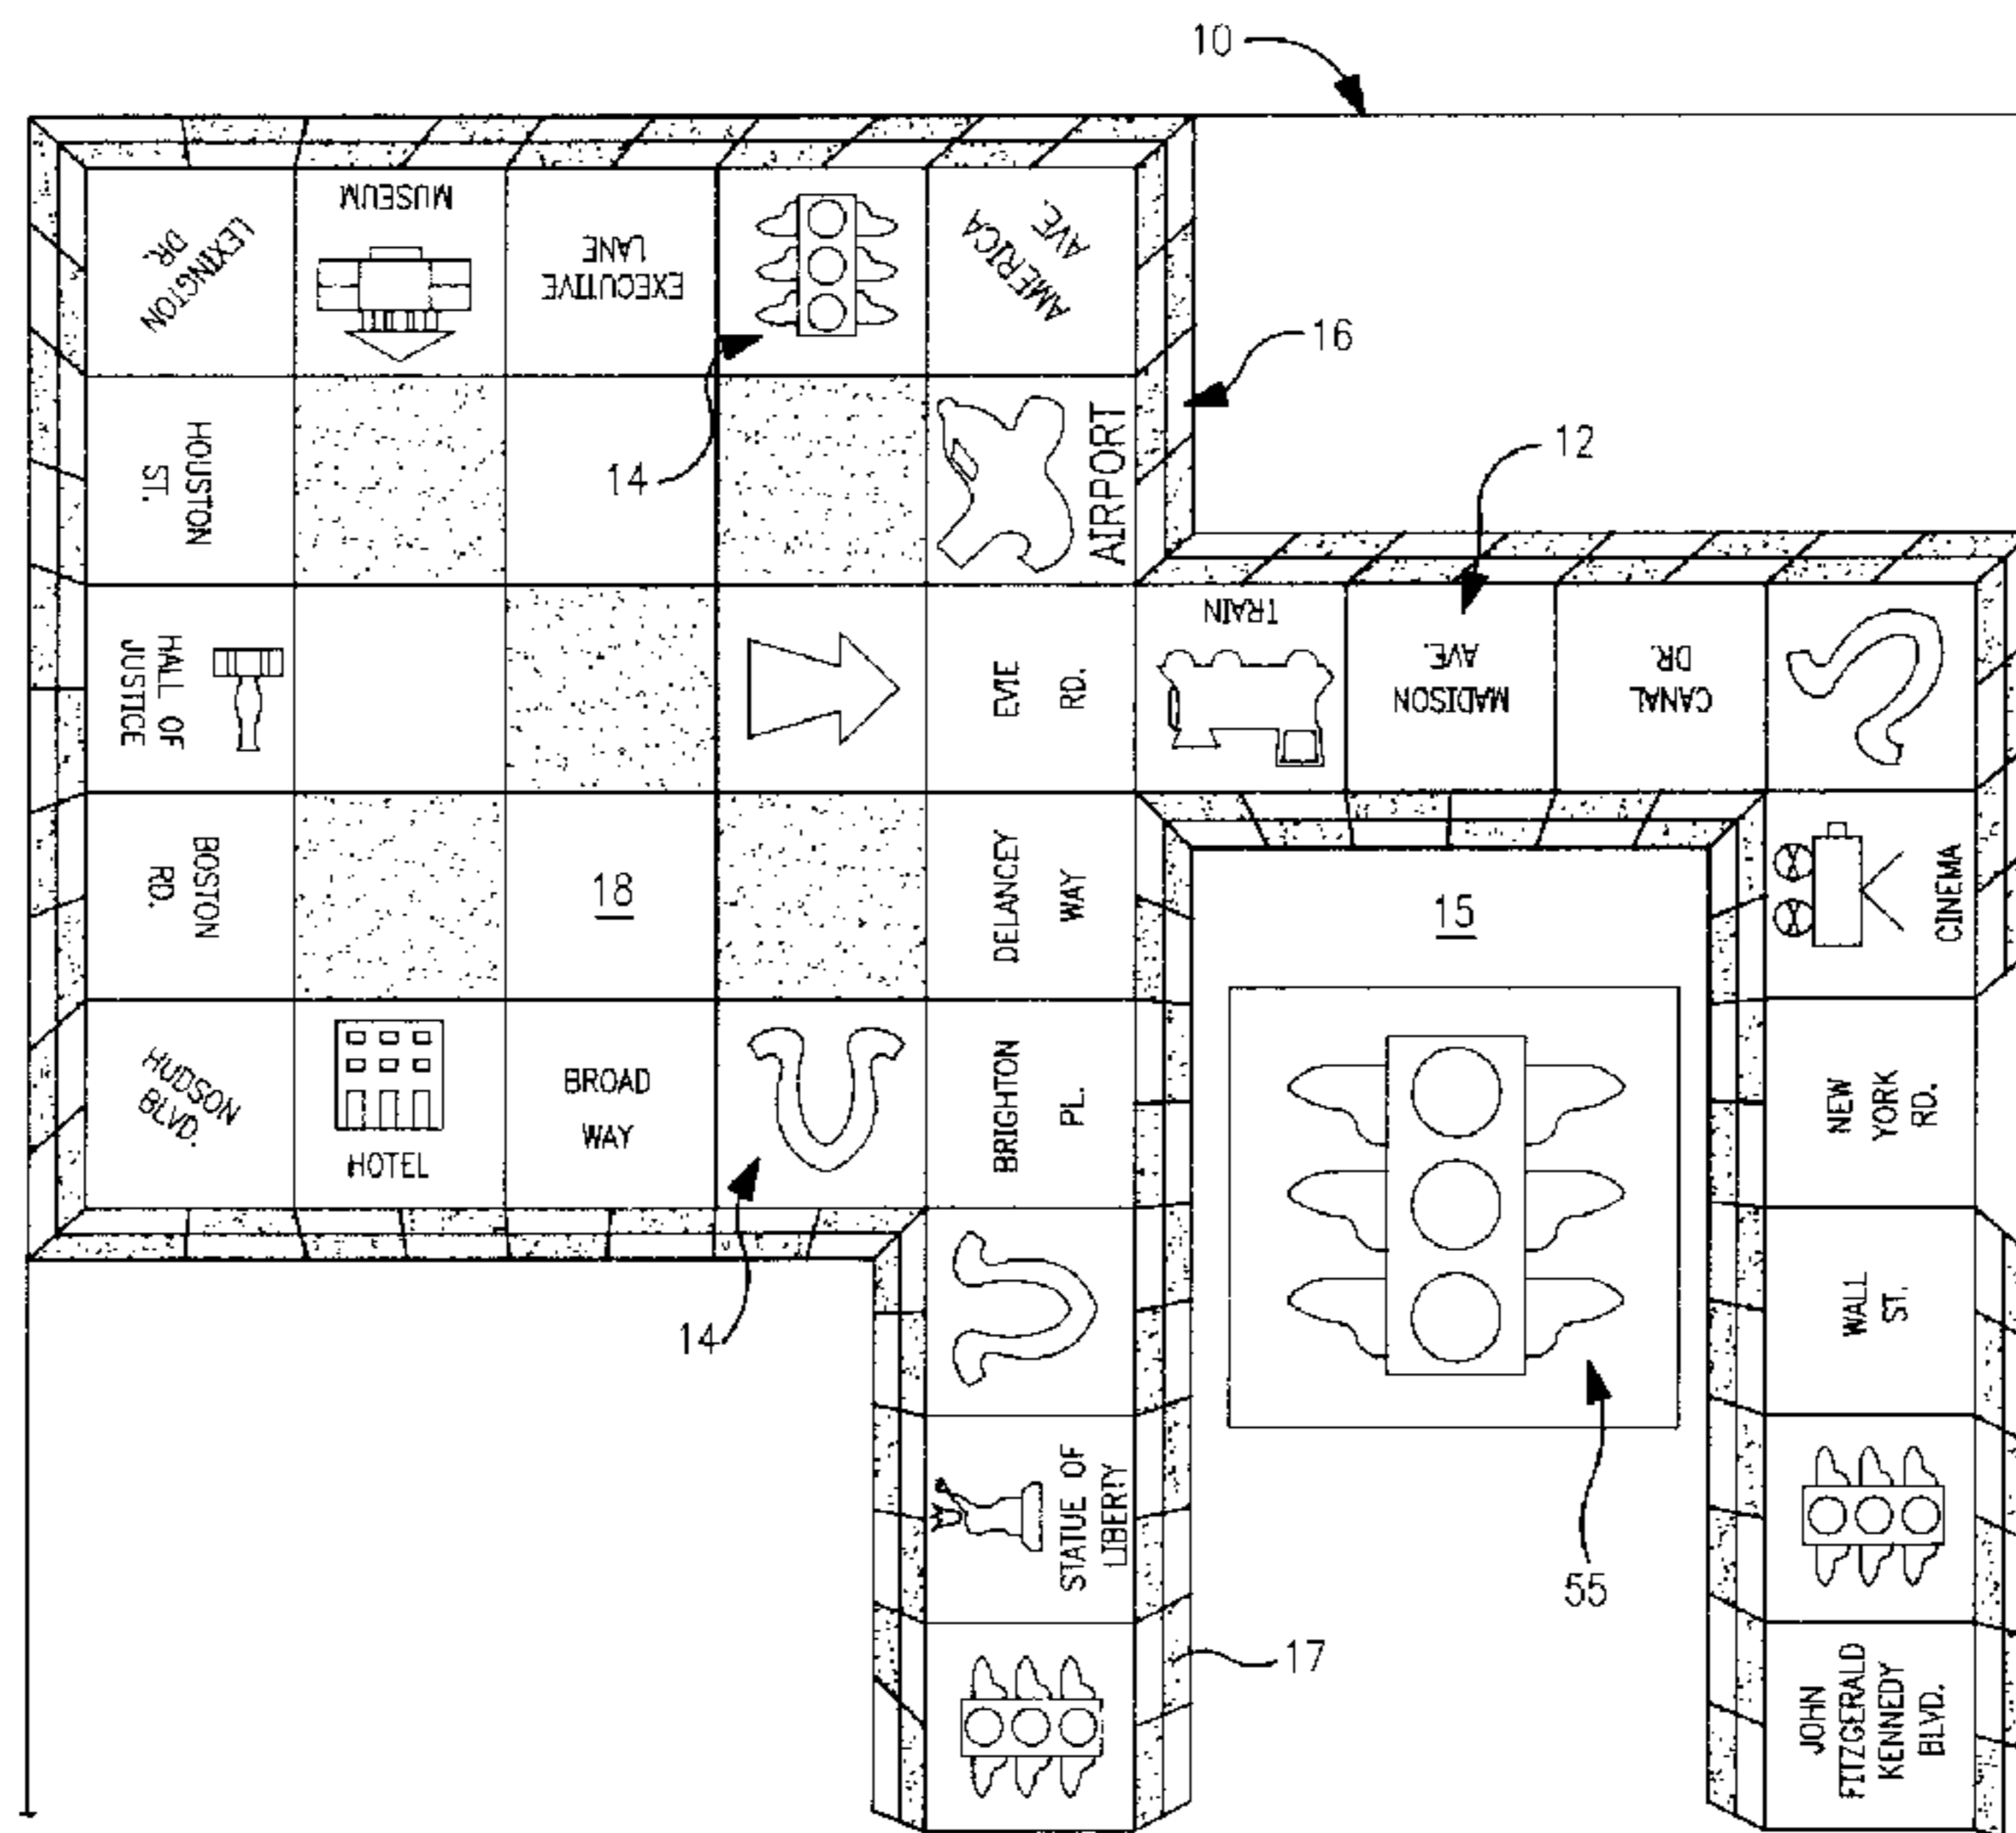 10
LEXINGTON
DR.
MUSEUM
EXECUTIVE
LANE
AMERICA
AVE.
16
14
HOUSTON
ST.
14
AIRPORT
12
HALL OF
JUSTICE
EVIE
RD.
TRAIN
MADISON
AVE.
CANAL
DR.
BOSTON
RD.
18
DELANCEY
WAY
15
CINEMA
HUDSON
BLVD.
HOTEL
BROAD
WAY
BRIGHTON
PL.
NEW
YORK
RD.
14
WALL
ST.
STATUE OF
LIBERTY
55
17
JOHN
FITZGERALD
KENNEDY
BLVD.